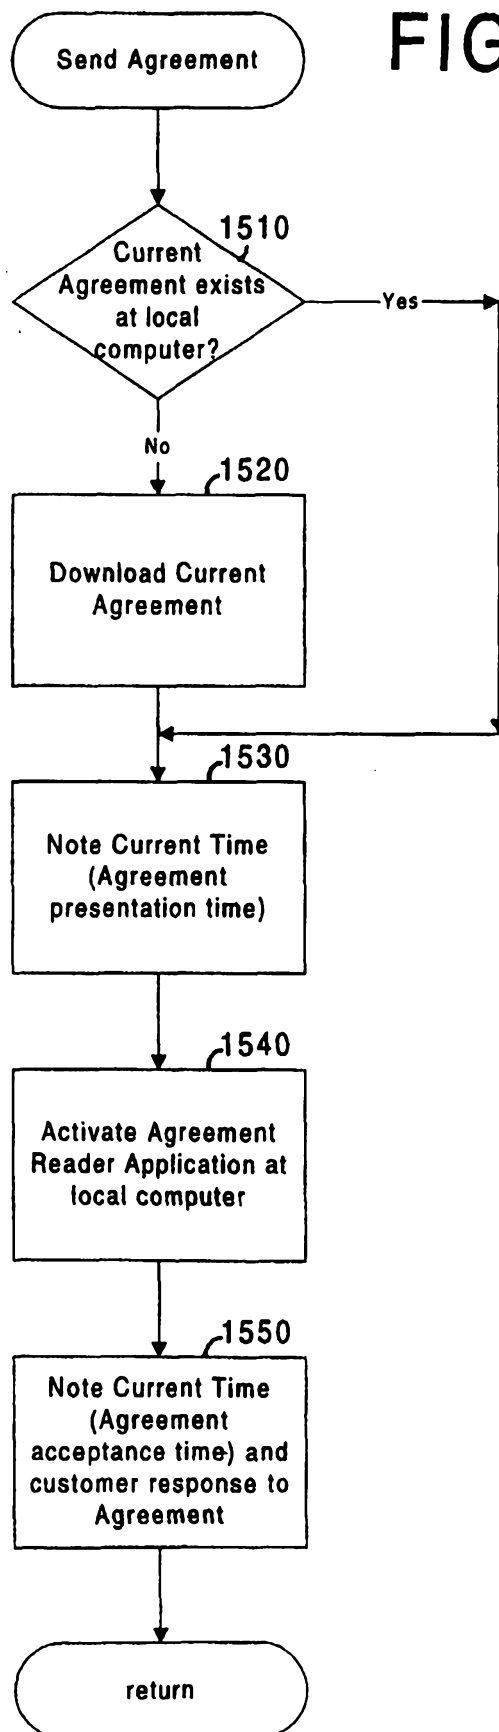 FIG
Send Agreement
1510
Current
Agreement exists
at local
computer?
Yes
No
1520
Download Current
Agreement
1530
Note Current Time
(Agreement
presentation time)
1540
Activate Agreement
Reader Application at
local computer
1550
Note Current Time
(Agreement
acceptance time) and
customer response to
Agreement
return